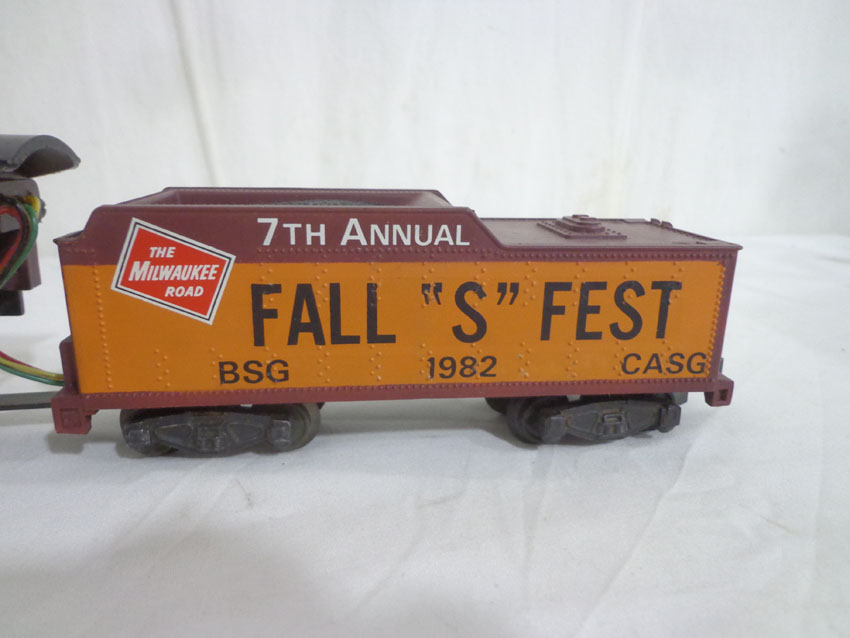 7TH ANNUAL
THE
MILWAUKEE
ROAD
FALL "S" FEST
BSG 1982 CASG